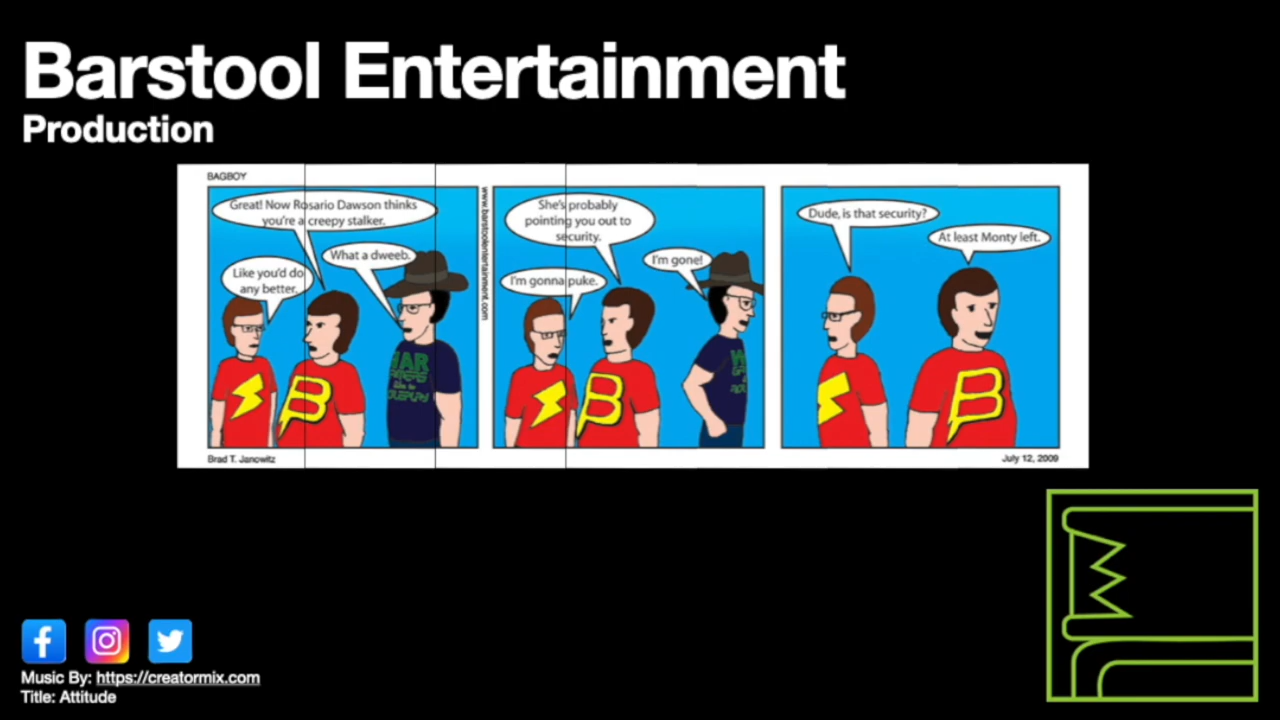 Barstool Entertainment
Production
BAGBOY
Great! Now Rosario Dawson thinks
you're a creepy stalker.
What a dweeb.
Like you'd do
any better.
www.barstoolentertainment.com
She's probably
pointing you out to
security.
I'm gone!
I'm gonna puke.
Dude, is that security?
At least Monty left.
B
B
B
Brad T. Janowitz
July 12, 2009
Music By: https://creatormix.com
Title: Attitude